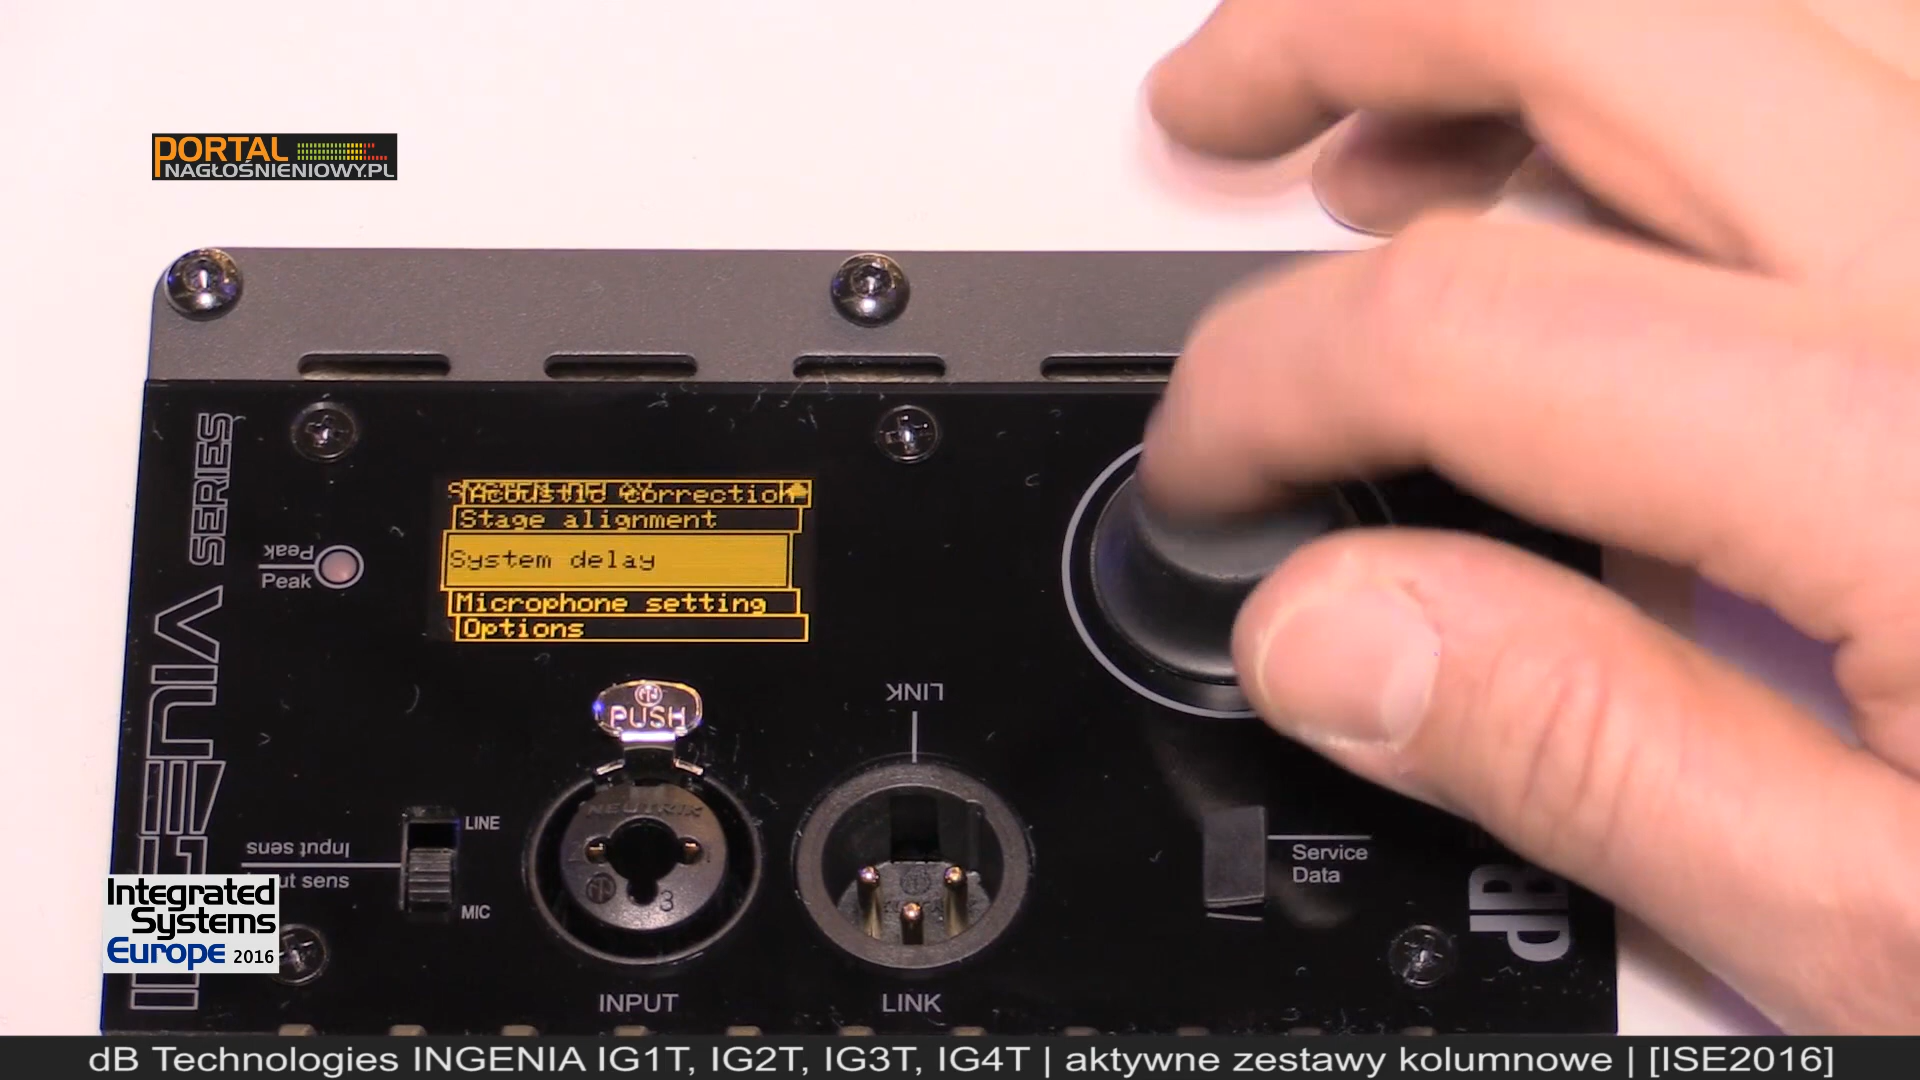 PORTAL
NAGŁOŚNIENIOWY.PL
SERIES
Peak
Peak
Acoustic Correction
Stage alignment
System delay
Microphone setting
Options
PUSH
LINK
NEUTRIK
3
LINE
Input sens
MIC
Service
Data
dB
Integrated
Systems
Europe 2016
INPUT
LINK
dB Technologies INGENIA IG1T, IG2T, IG3T, IG4T | aktywne zestawy kolumnowe | [ISE2016]